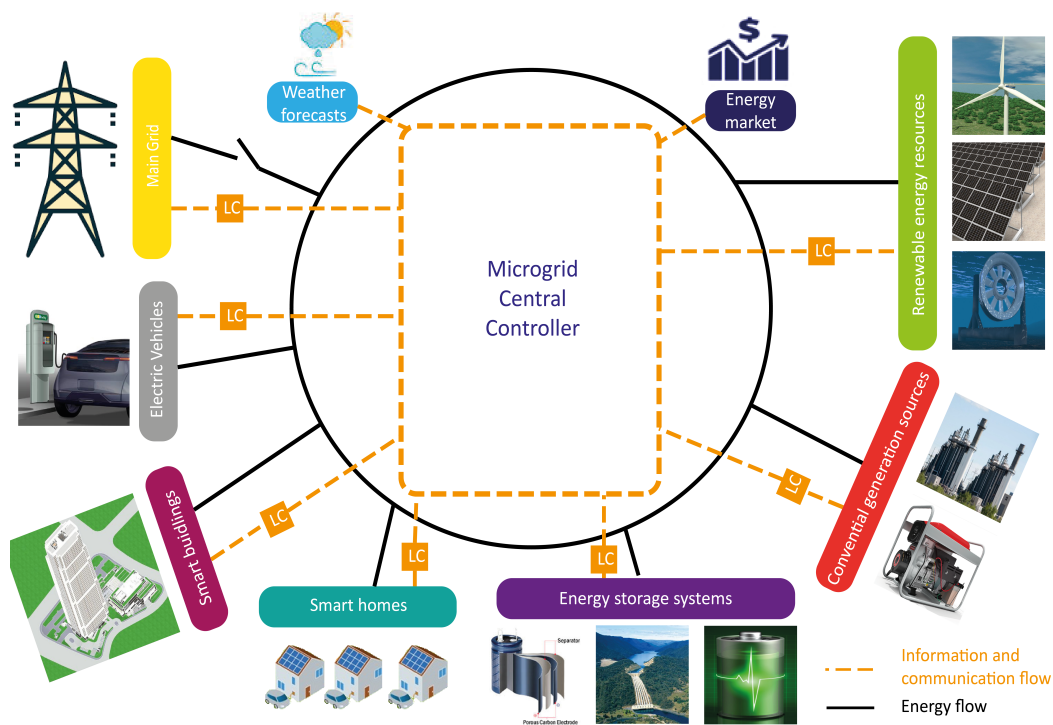 Weather
forecasts
$
Energy
market
Main Grid
LC
Renewable energy resources
LC
Microgrid
Central
Controller
Electric Vehicles
LC
Convential generation sources
LC
Smart buildings
LC
LC
LC
Smart homes
Energy storage systems
Separator
Porous Carbon Electrode
Information and
communication flow
Energy flow